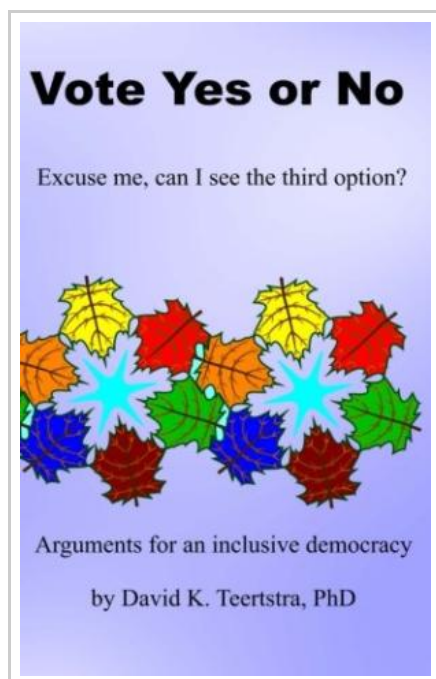 Vote Yes or No
Excuse me, can I see the third option?
Arguments for an inclusive democracy
by David K. Teertstra, PhD